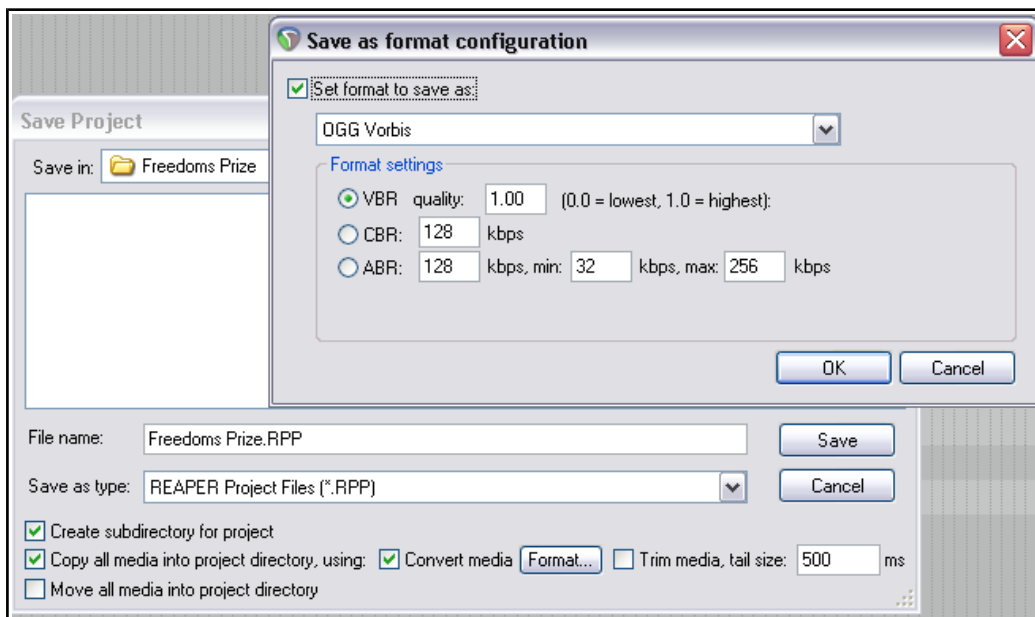 Save as format configuration
Set format to save as:
OGG Vorbis
Format settings
VBR quality: 1.00 (0.0 = lowest, 1.0 = highest):
CBR: 128 kbps
ABR: 128 kbps, min: 32 kbps, max: 256 kbps
OK Cancel
Save Project
Save in: Freedoms Prize
File name: Freedoms Prize.RPP Save
Save as type: REAPER Project Files (*.RPP) Cancel
Create subdirectory for project
Copy all media into project directory, using: Convert media Format... Trim media, tail size: 500 ms
Move all media into project directory